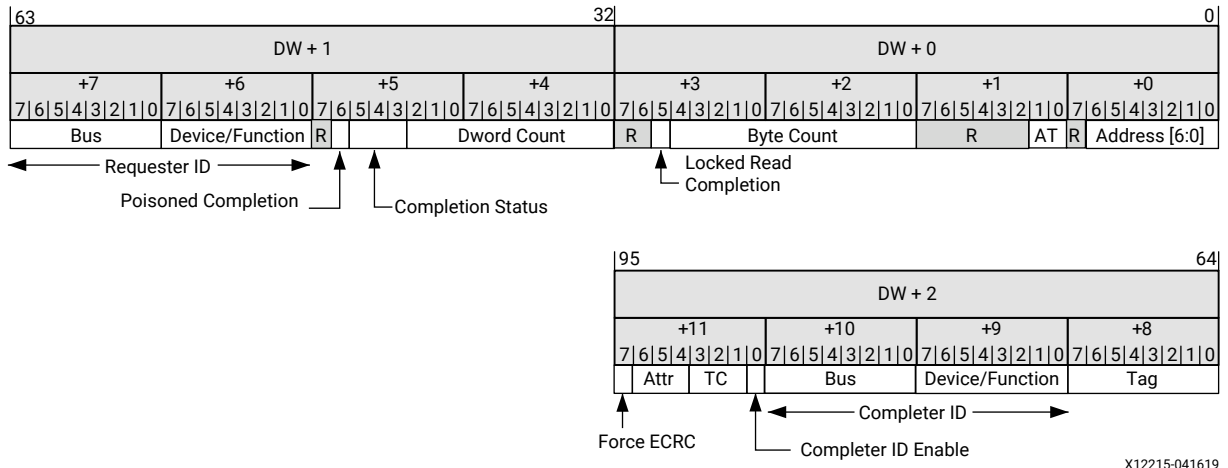 63 32 0
DW + 1 DW + 0
+7 +6 +5 +4 +3 +2 +1 +0
7|6|5|4|3|2|1|0 7|6|5|4|3|2|1|0 7|6|5|4|3|2|1|0 7|6|5|4|3|2|1|0 7|6|5|4|3|2|1|0 7|6|5|4|3|2|1|0 7|6|5|4|3|2|1|0 7|6|5|4|3|2|1|0
Bus Device/Function R Dword Count R Byte Count R AT R Address [6:0]
Requester ID
Poisoned Completion
Completion Status
Locked Read
Completion
95 64
DW + 2
+11 +10 +9 +8
7|6|5|4|3|2|1|0 7|6|5|4|3|2|1|0 7|6|5|4|3|2|1|0 7|6|5|4|3|2|1|0
Attr TC Bus Device/Function Tag
Completer ID
Force ECRC
Completer ID Enable
X12215-041619